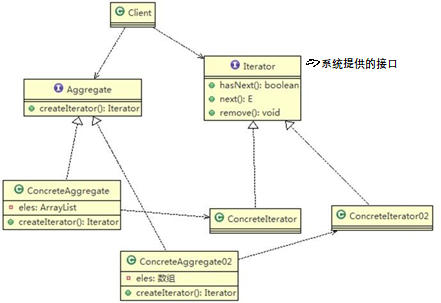 Client
Aggregate
createIterator(): Iterator
Iterator
系统提供的接口
hasNext(): boolean
next(): E
remove(): void
ConcreteAggregate
eles: ArrayList
createIterator(): Iterator
ConcreteIterator
ConcreteIterator02
ConcreteAggregate02
eles: 数组
createIterator(): Iterator